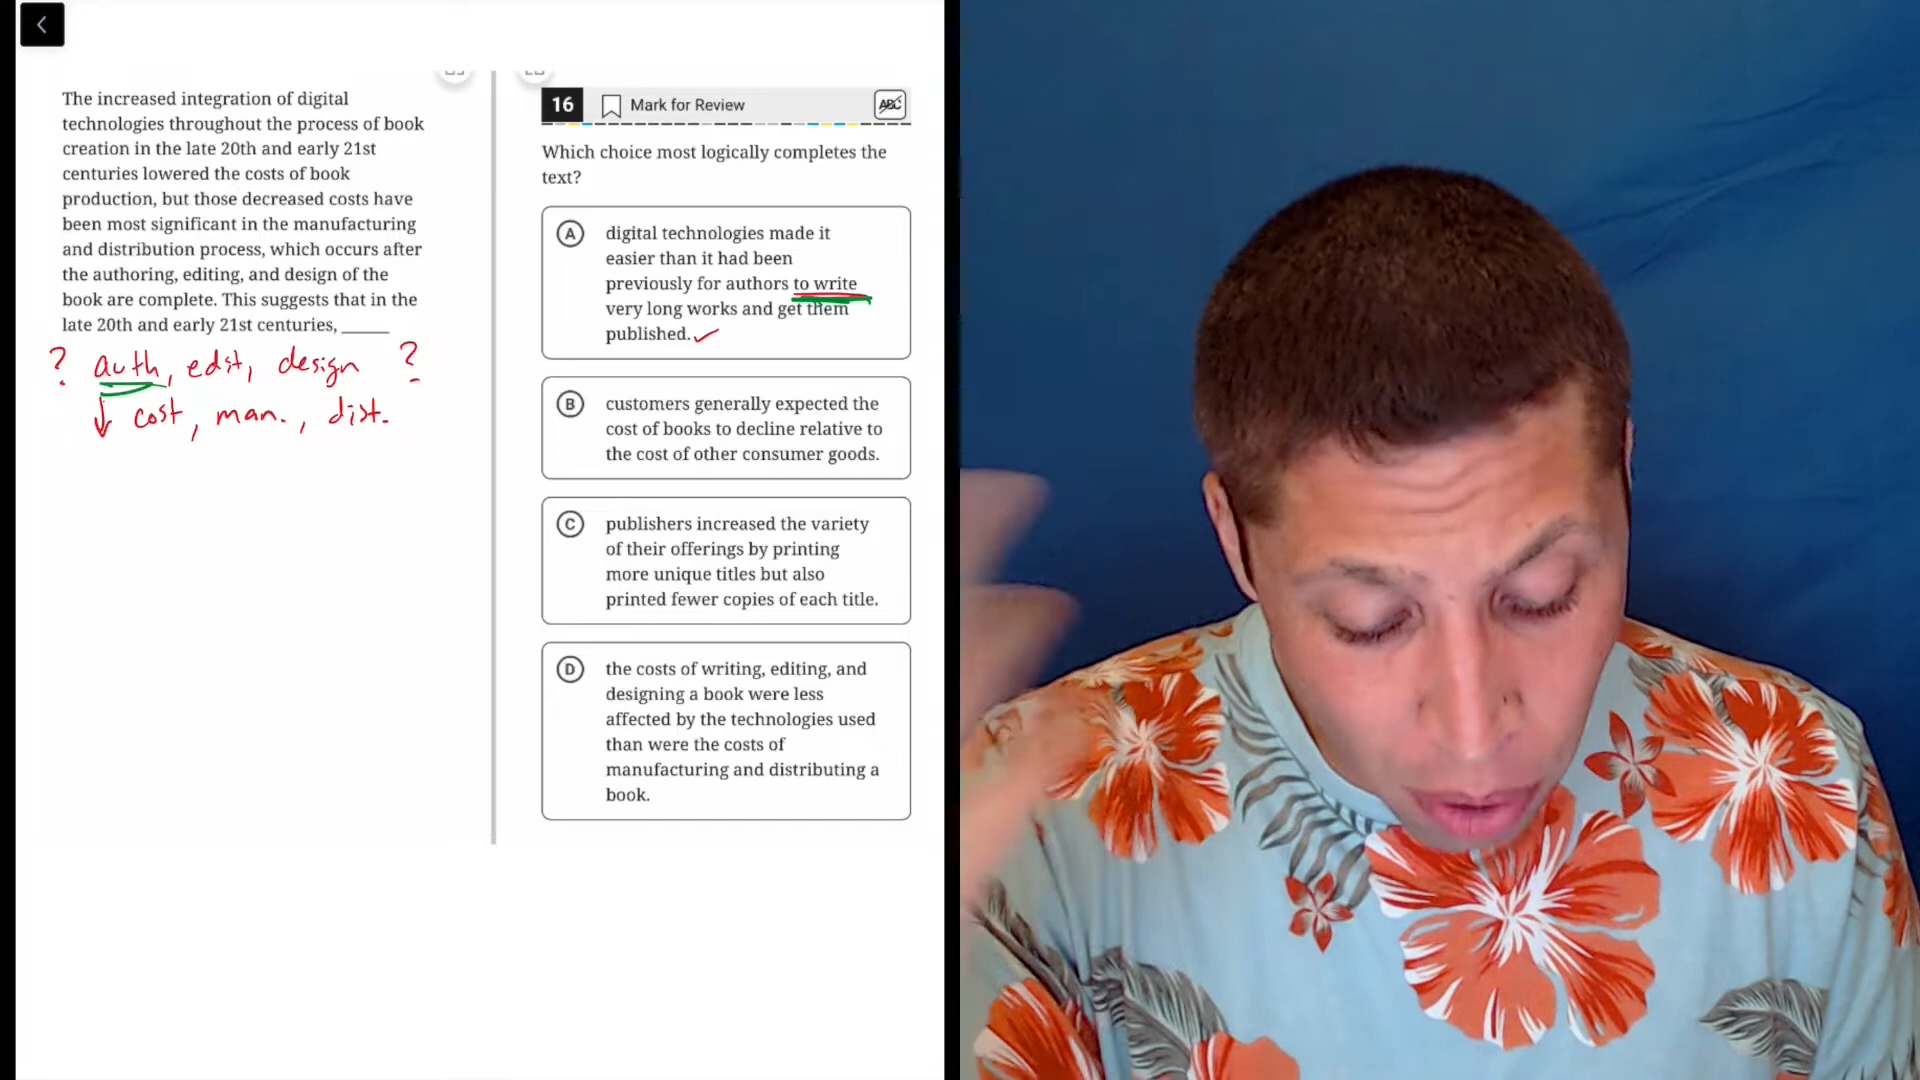 The increased integration of digital
technologies throughout the process of book
creation in the late 20th and early 21st
centuries lowered the costs of book
production, but those decreased costs have
been most significant in the manufacturing
and distribution process, which occurs after
the authoring, editing, and design of the
book are complete. This suggests that in the
late 20th and early 21st centuries, ______
? auth, edit, design ?
↓ cost, man., dist.
16 Mark for Review ABC
Which choice most logically completes the
text?
A digital technologies made it
easier than it had been
previously for authors to write
very long works and get them
published. ✓
B customers generally expected the
cost of books to decline relative to
the cost of other consumer goods.
C publishers increased the variety
of their offerings by printing
more unique titles but also
printed fewer copies of each title.
D the costs of writing, editing, and
designing a book were less
affected by the technologies used
than were the costs of
manufacturing and distributing a
book.